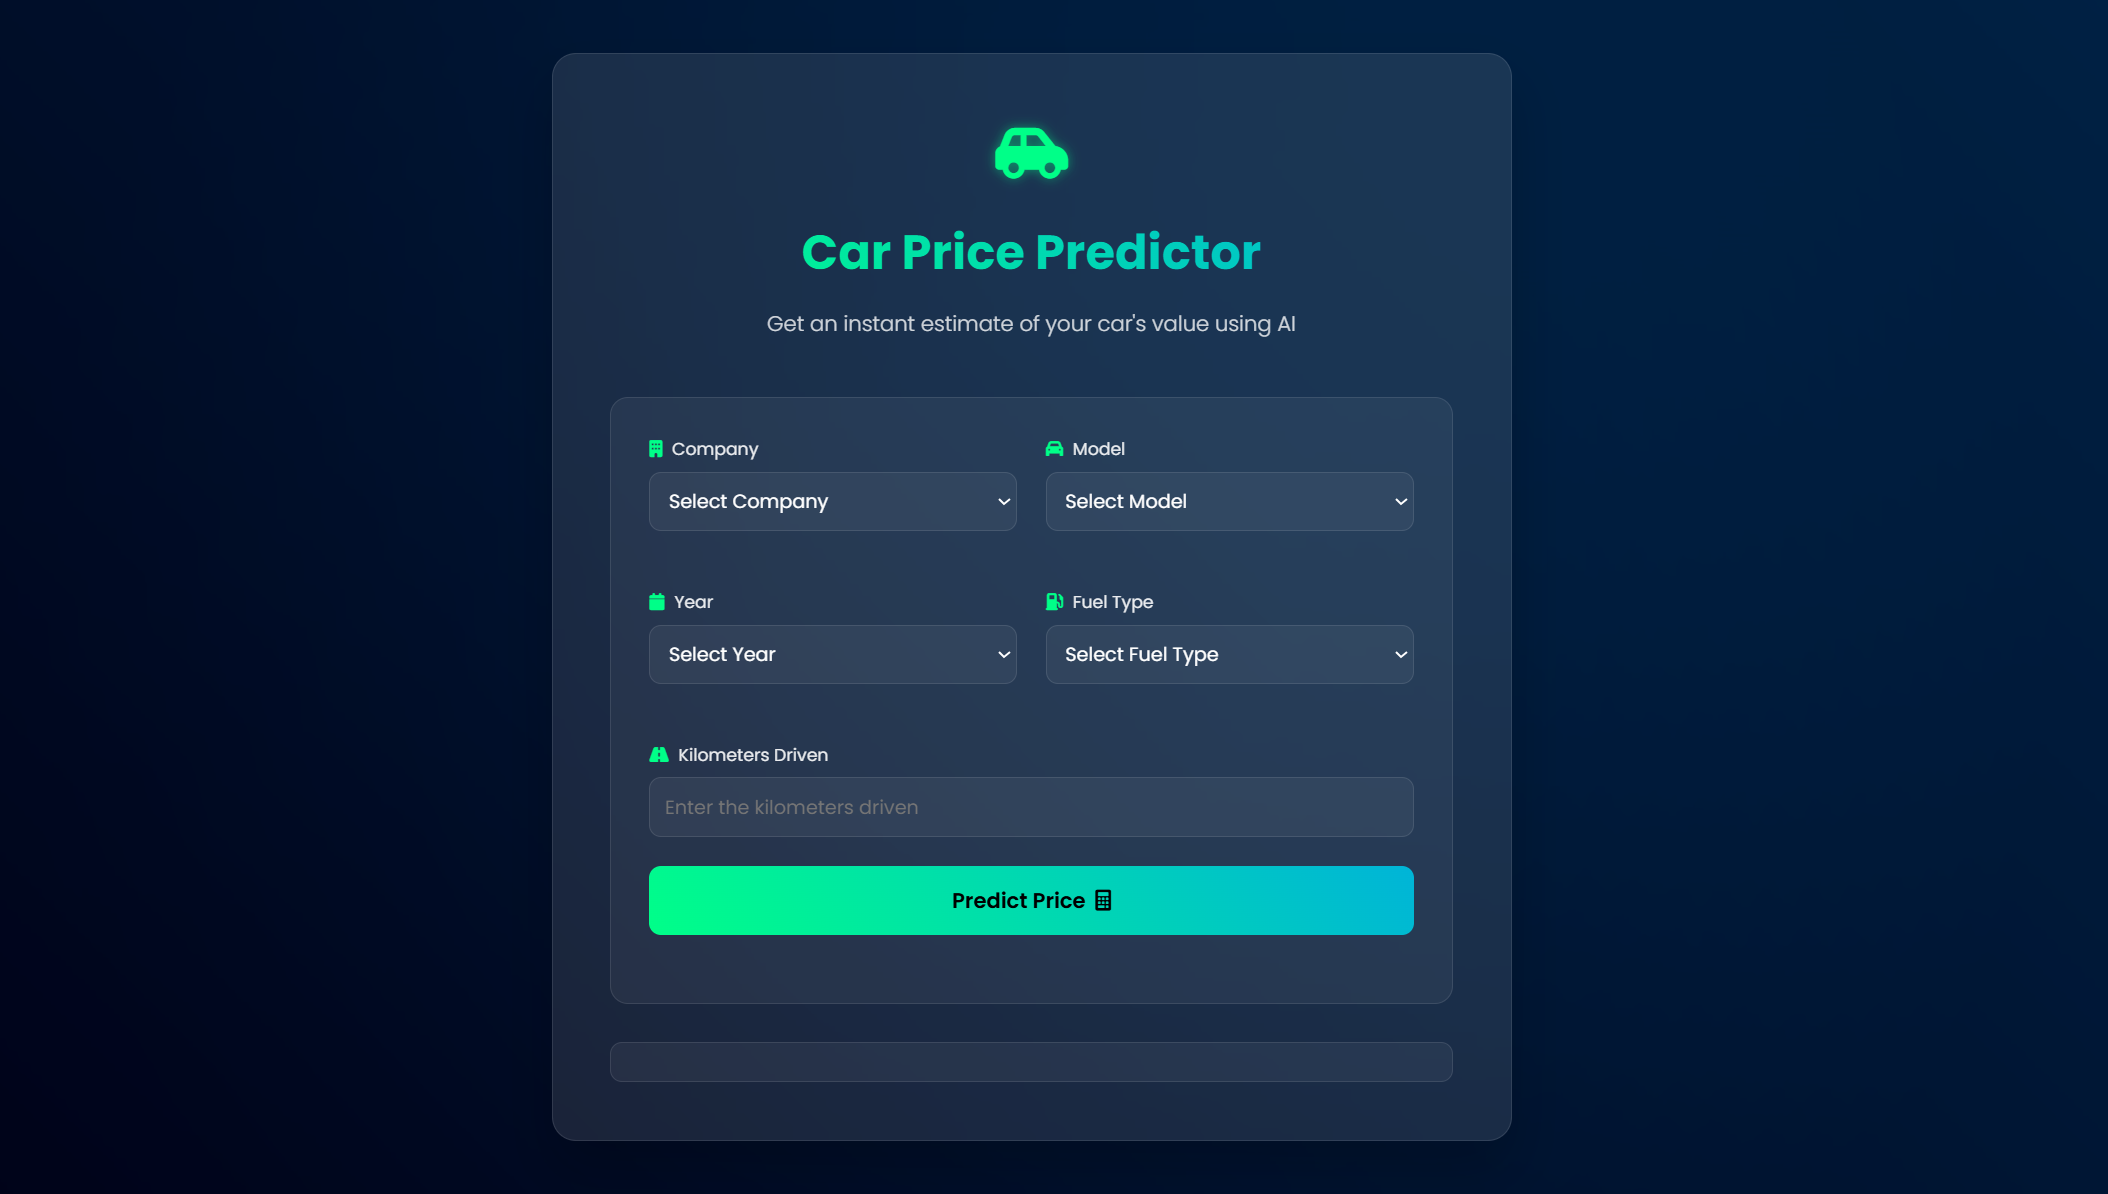 Car Price Predictor
Get an instant estimate of your car's value using AI
Company
Model
Select Company
Select Model
Year
Fuel Type
Select Year
Select Fuel Type
Kilometers Driven
Enter the kilometers driven
Predict Price